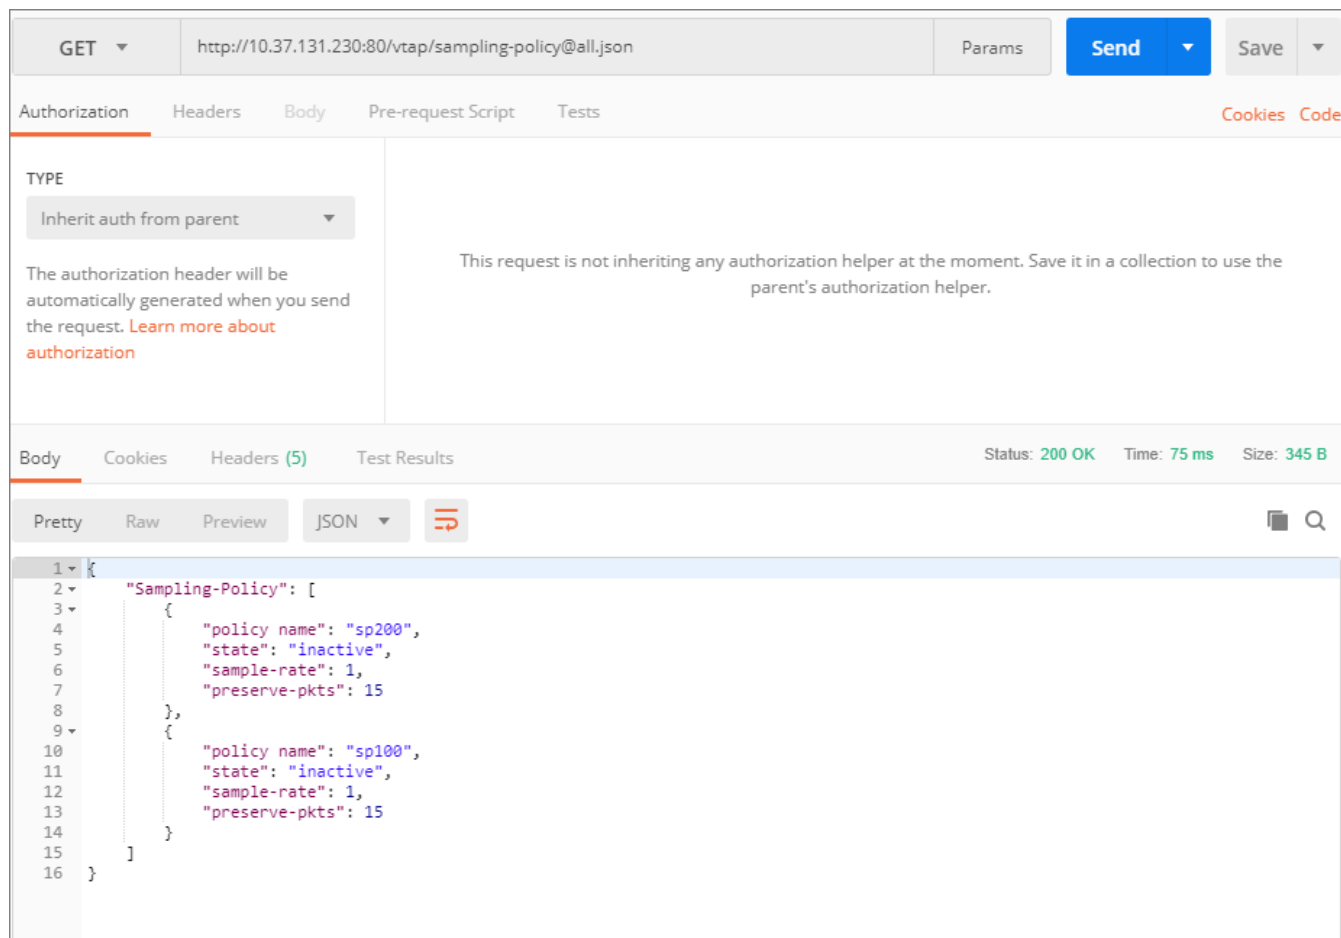 GET http://10.37.131.230:80/vtap/sampling-policy@all.json Params Send Save
Authorization Headers Body Pre-request Script Tests Cookies Code
TYPE
Inherit auth from parent
The authorization header will be
automatically generated when you send
the request. Learn more about
authorization
This request is not inheriting any authorization helper at the moment. Save it in a collection to use the
parent's authorization helper.
Body Cookies Headers (5) Test Results Status: 200 OK Time: 75 ms Size: 345 B
Pretty Raw Preview JSON
1 {
2 "Sampling-Policy": [
3 {
4 "policy name": "sp200",
5 "state": "inactive",
6 "sample-rate": 1,
7 "preserve-pkts": 15
8 },
9 {
10 "policy name": "sp100",
11 "state": "inactive",
12 "sample-rate": 1,
13 "preserve-pkts": 15
14 }
15 ]
16 }